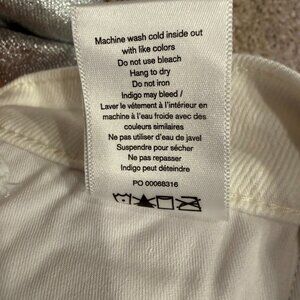 Machine wash cold inside out
with like colors
Do not use bleach
Hang to dry
Do not iron
Indigo may bleed /
Laver le vêtement à l'intérieur en
machine à l'eau froide avec des
couleurs similaires
Ne pas utiliser d'eau de javel
Suspendre pour sécher
Ne pas repasser
Indigo peut déteindre
PO 00068316